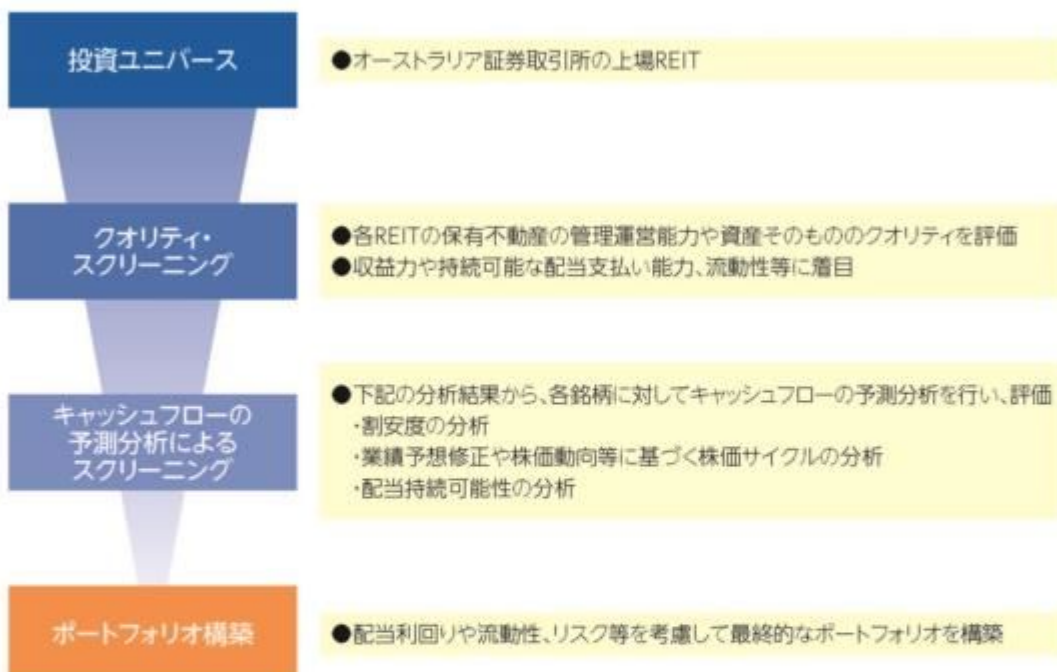 投資ユニバース
●オーストラリア証券取引所の上場REIT
クオリティ・
スクリーニング
●各REITの保有不動産の管理運営能力や資産そのもののクオリティを評価
●収益力や持続可能な配当支払い能力、流動性等に着目
キャッシュフローの
予測分析による
スクリーニング
●下記の分析結果から、各銘柄に対してキャッシュフローの予測分析を行い、評価
・割安度の分析
・業績予想修正や株価動向等に基づく株価サイクルの分析
・配当持続可能性の分析
ポートフォリオ構築
●配当利回りや流動性、リスク等を考慮して最終的なポートフォリオを構築